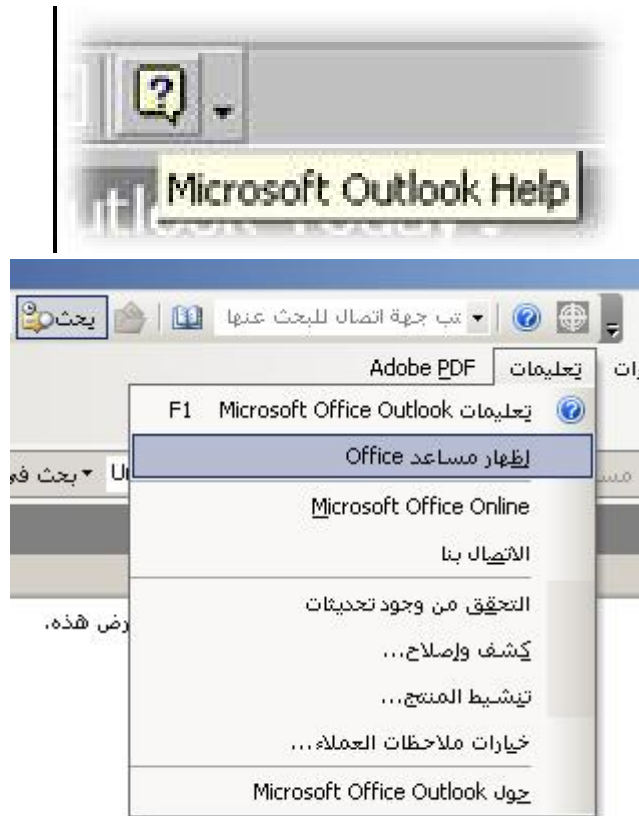 Microsoft Outlook Help
تب جهة اتصال للبحث عنها
بحث
تعليمات
Adobe PDF
تعليمات Microsoft Office Outlook F1
إظهار مساعد Office
بحث في
Microsoft Office Online
الاتصال بنا
التحقق من وجود تحديثات
رض هذه.
كشف وإصلاح...
تنشيط المنتج...
خيارات ملاحظات العملاء...
حول Microsoft Office Outlook